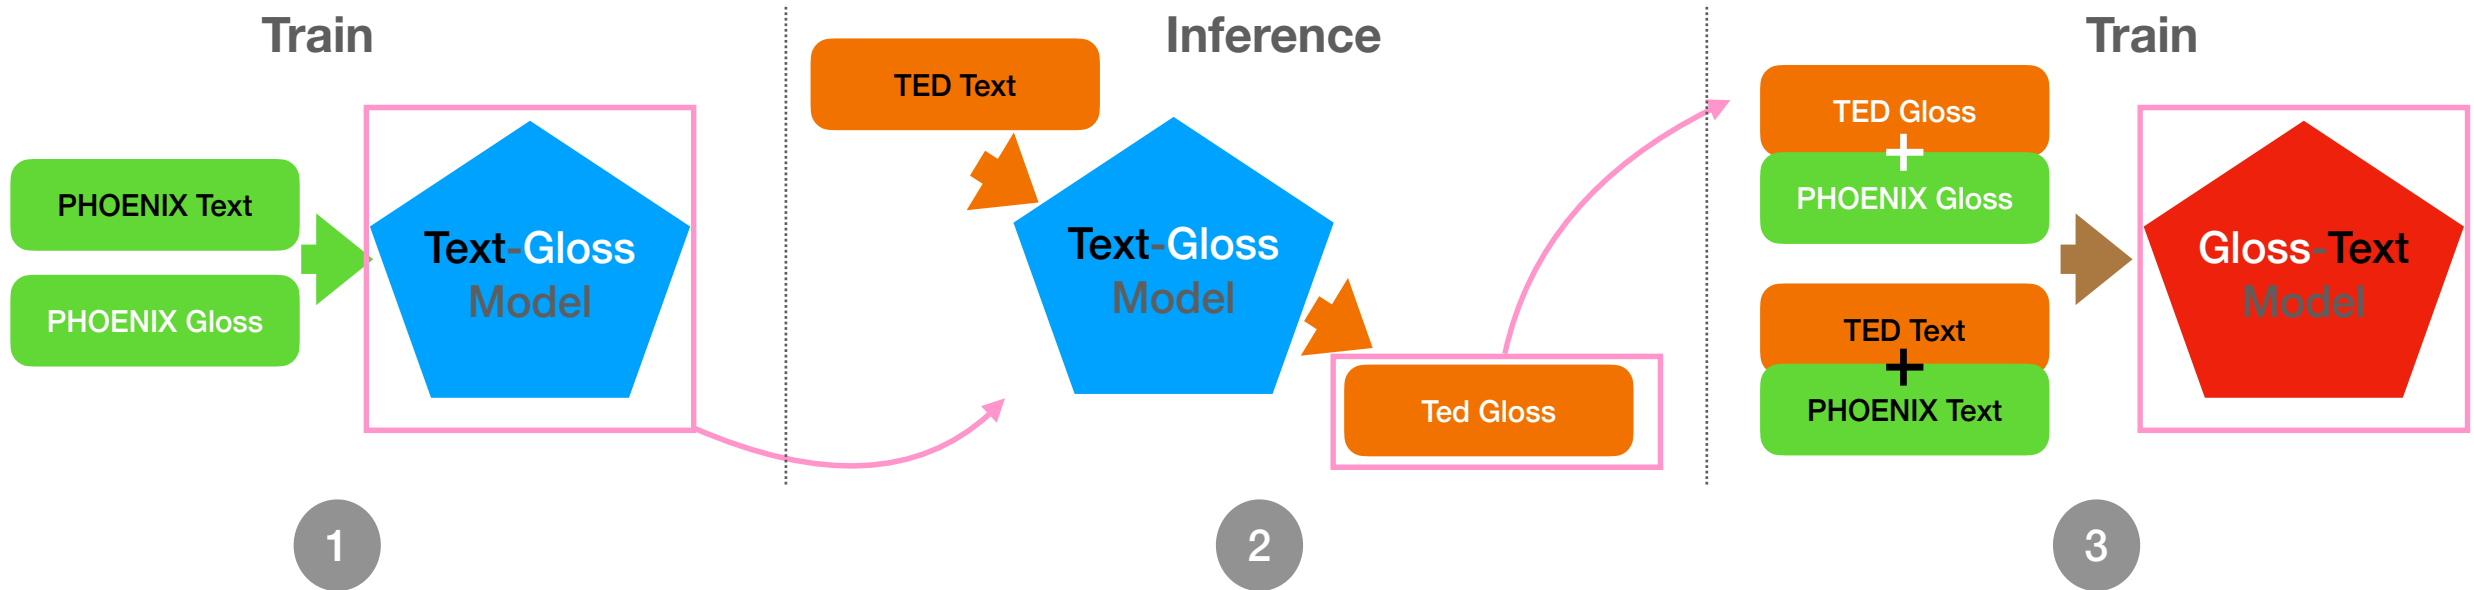 Train
PHOENIX Text
PHOENIX Gloss
Text-Gloss
Model
1
Inference
TED Text
Text-Gloss
Model
Ted Gloss
2
Train
TED Gloss
+
PHOENIX Gloss
TED Text
+
PHOENIX Text
Gloss-Text
Model
3